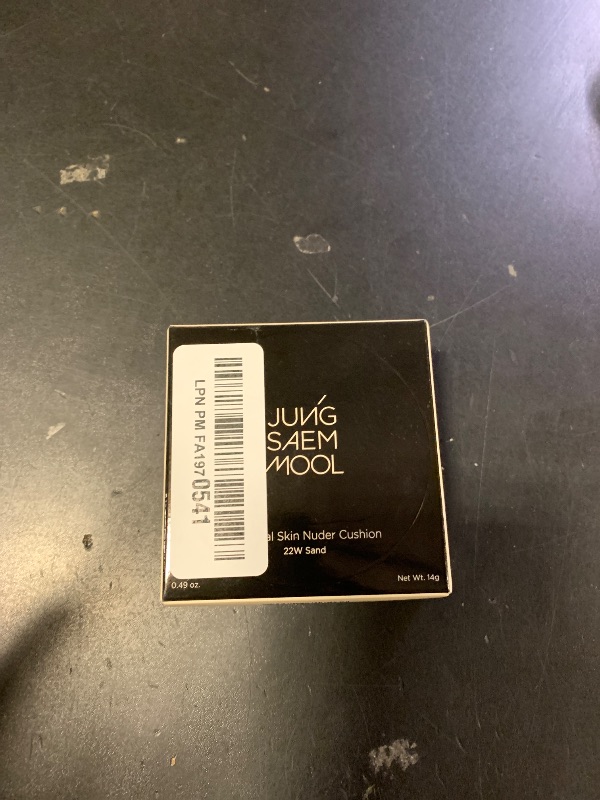 LPN PM FA1970541
JUNG
SAEM
MOOL
al Skin Nuder Cushion
22W Sand
0.49 oz.
Net Wt. 14g